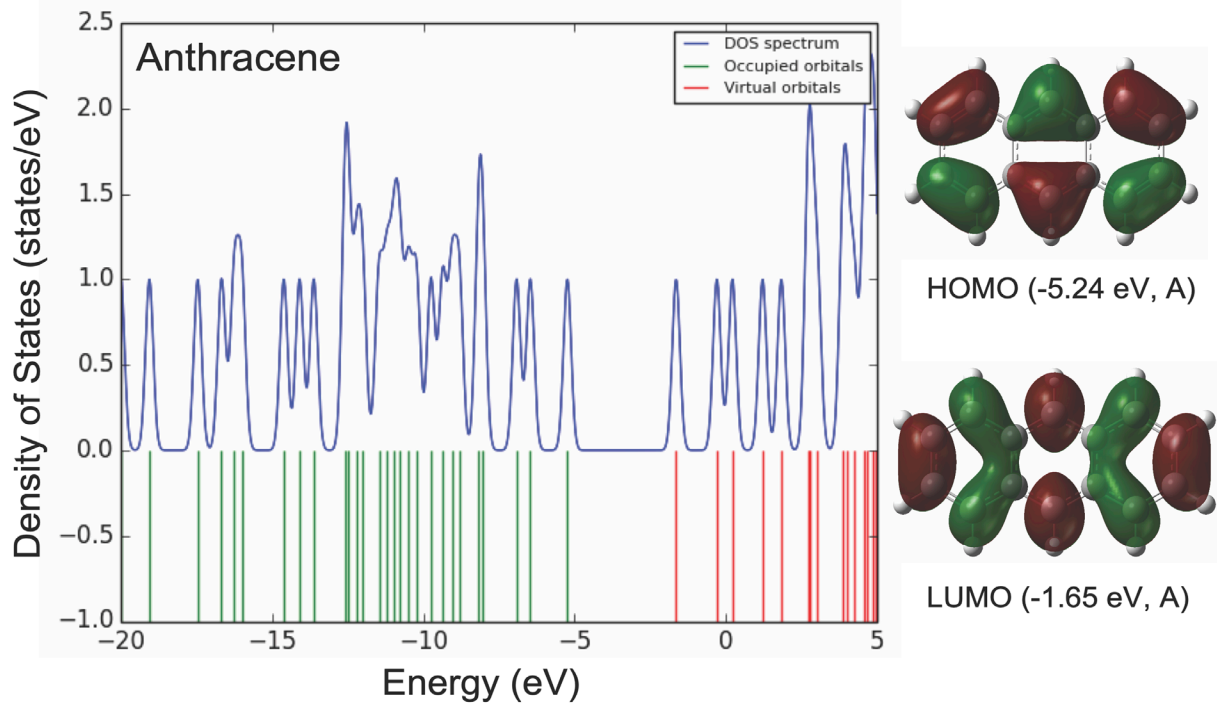 Anthracene
DOS spectrum
Occupied orbitals
Virtual orbitals
Density of States (states/eV)
2.5
2.0
1.5
1.0
0.5
0.0
−0.5
−1.0
−20
−15
−10
−5
0
5
Energy (eV)
HOMO (-5.24 eV, A)
LUMO (-1.65 eV, A)